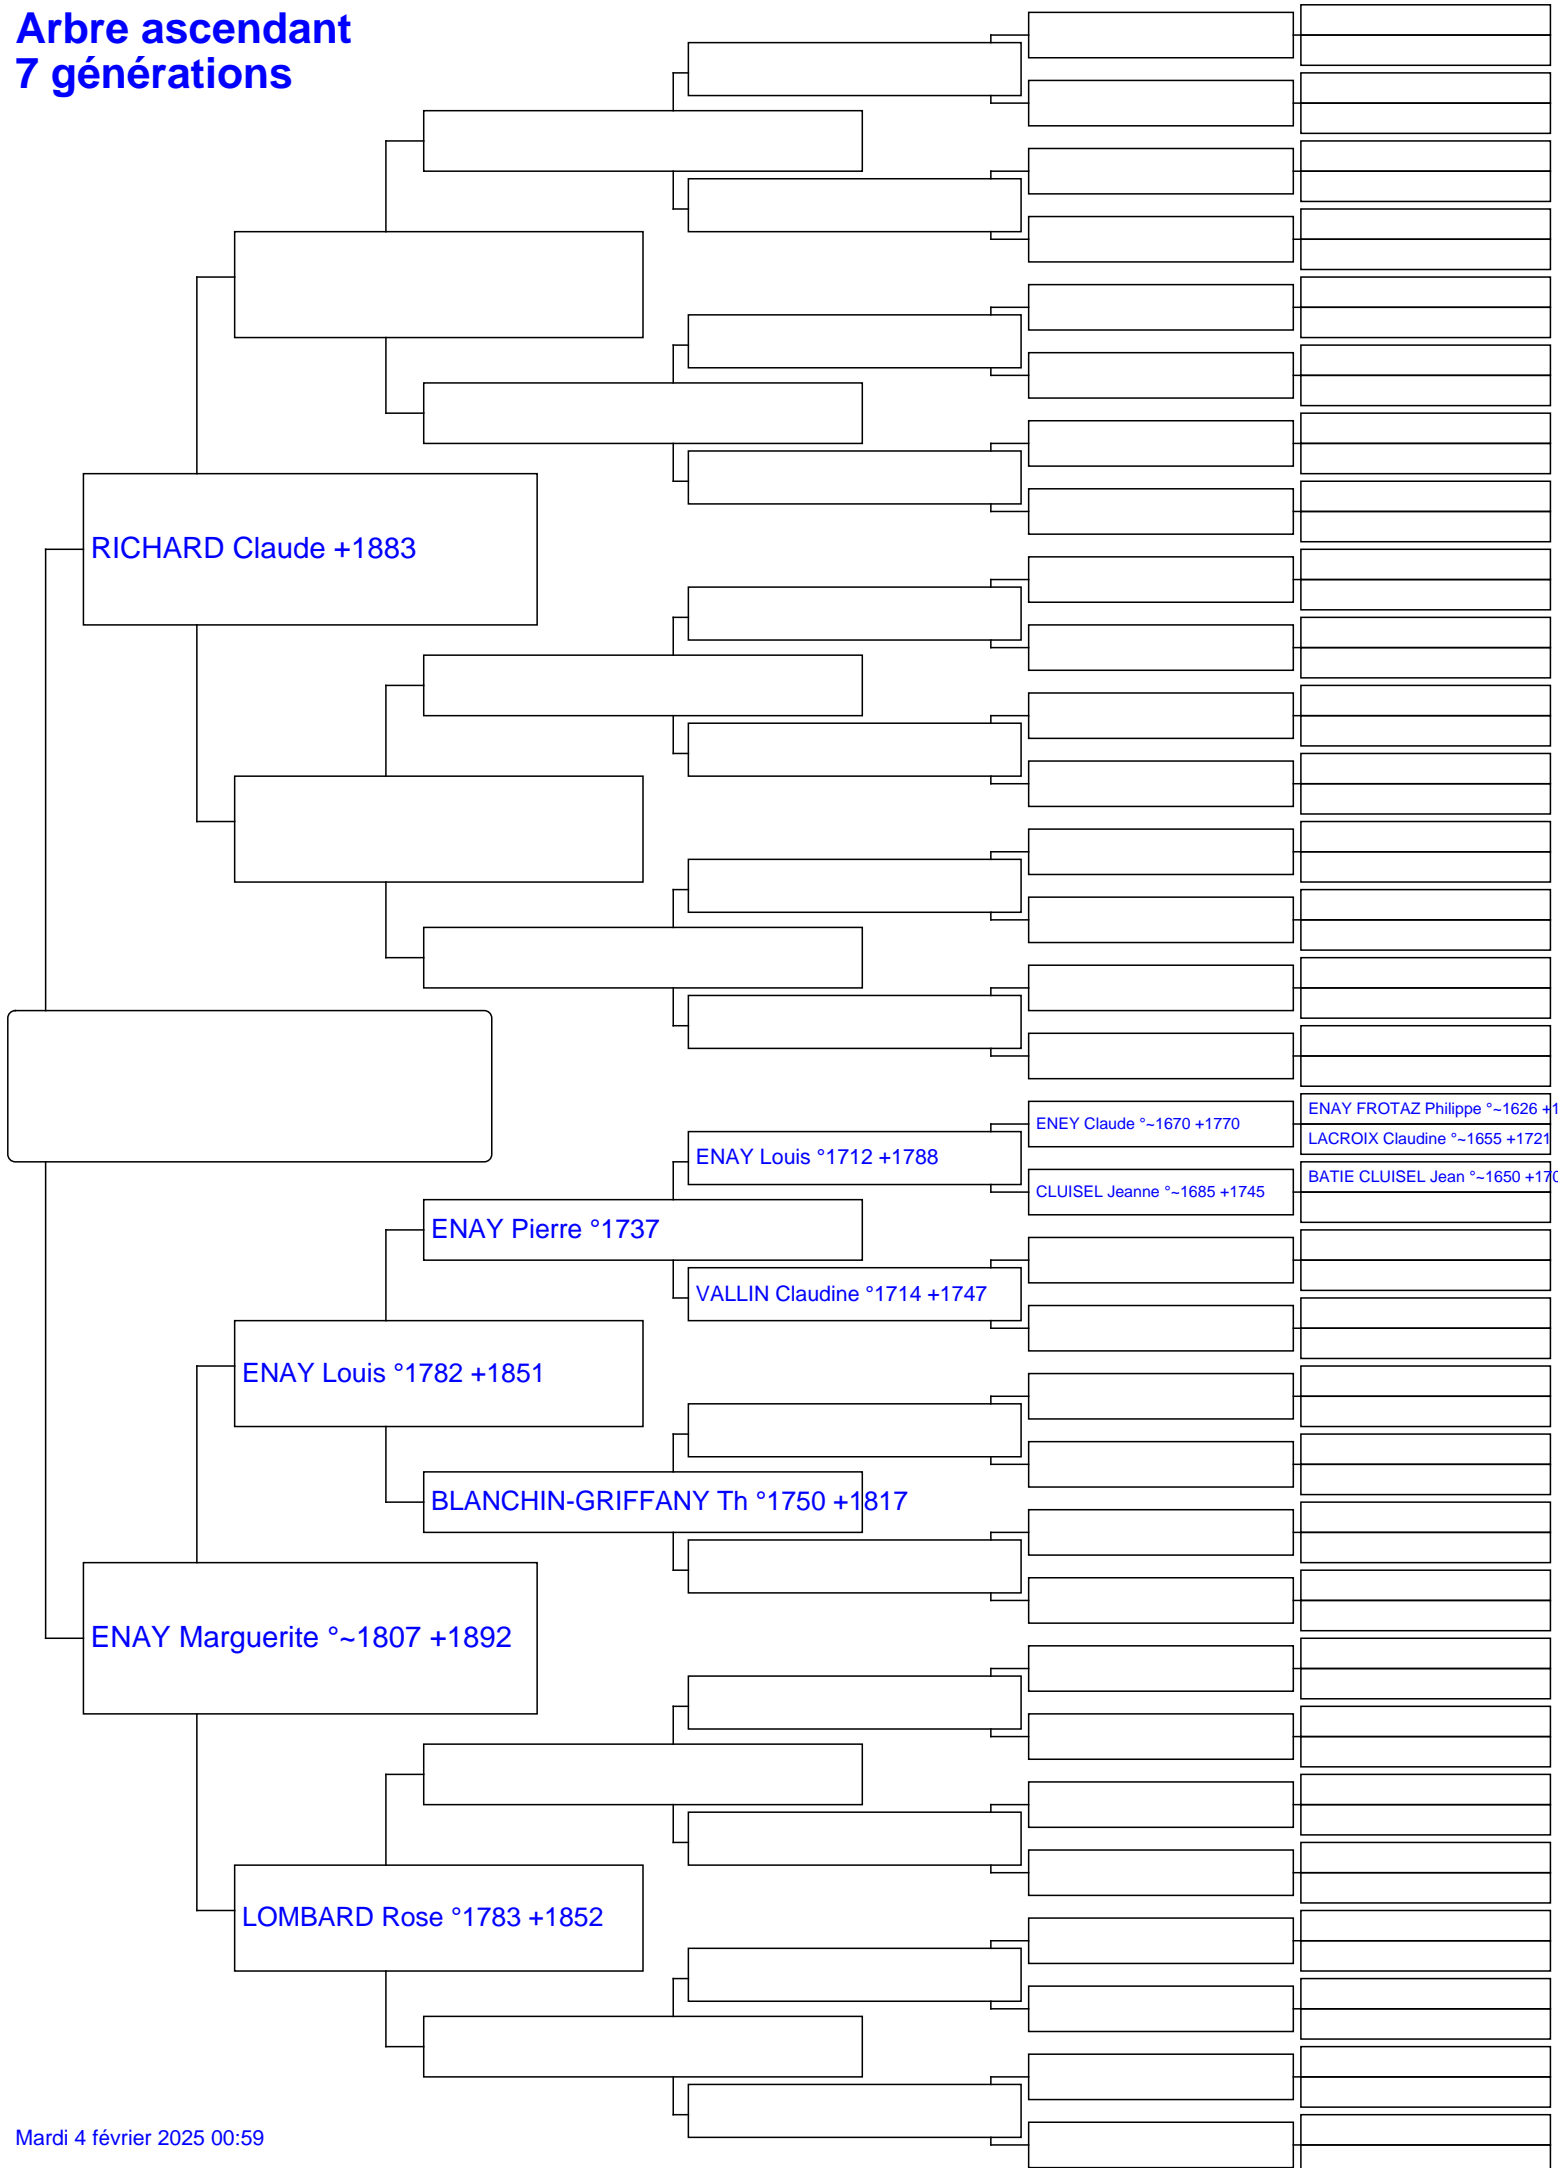 Arbre ascendant
7 générations
RICHARD Claude +1883
ENAY FROTAZ Philippe °~1626 +1
ENEY Claude °~1670 +1770
LACROIX Claudine °~1655 +1721
ENAY Louis °1712 +1788
BATIE CLUISEL Jean °~1650 +170
CLUISEL Jeanne °~1685 +1745
ENAY Pierre °1737
VALLIN Claudine °1714 +1747
ENAY Louis °1782 +1851
BLANCHIN-GRIFFANY Th °1750 +1817
ENAY Marguerite °~1807 +1892
LOMBARD Rose °1783 +1852
Mardi 4 février 2025 00:59